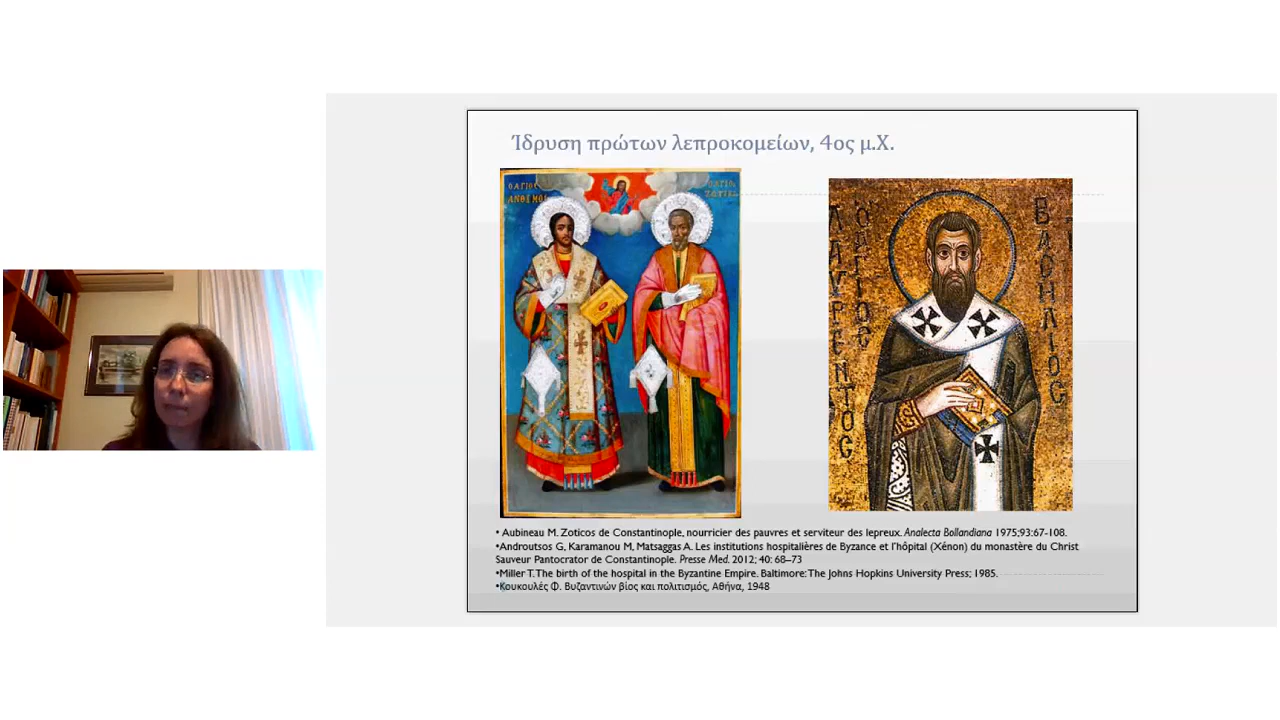 Ίδρυση πρώτων λεπροκομείων, 4ος μ.Χ.
Ο ΑΓΙΟΣ
ΑΝΘΙΜΟΣ
Ο ΑΓΙΟΣ
Ο ΑΓΙΟΣ
ΒΑΣΗΛΙΟΣ
• Aubineau M. Zoticos de Constantinople, nourricier des pauvres et serviteur des lepreux. Analecta Bollandiana 1975;93:67-108.
•Androutsos G, Karamanou M, Matsaggas A. Les institutions hospitalières de Byzance et l'hôpital (Xénon) du monastère du Christ
Sauveur Pantocrator de Constantinople. Presse Med. 2012; 40: 68–73
•Miller T. The birth of the hospital in the Byzantine Empire. Baltimore: The Johns Hopkins University Press; 1985.
•Κουκουλές Φ. Βυζαντινών βίος και πολιτισμός, Αθήνα, 1948